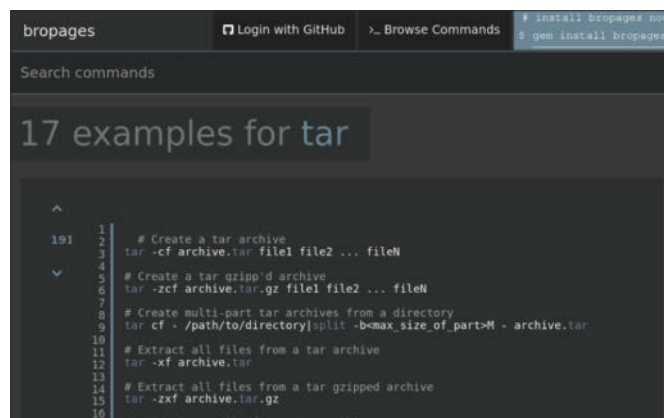 bropages
Login with GitHub
>_ Browse Commands
# install bropages no
$ gem install bropages
Search commands
17 examples for tar
191
1
2 # Create a tar archive
3 tar -cf archive.tar file1 file2 ... fileN
4
5 # Create a tar gzipp'd archive
6 tar -zcf archive.tar.gz file1 file2 ... fileN
7
8 # Create multi-part tar archives from a directory
9 tar cf - /path/to/directory|split -b<max_size_of_part>M - archive.tar
10
11 # Extract all files from a tar archive
12 tar -xf archive.tar
13
14 # Extract all files from a tar gzipped archive
15 tar -zxf archive.tar.gz
16